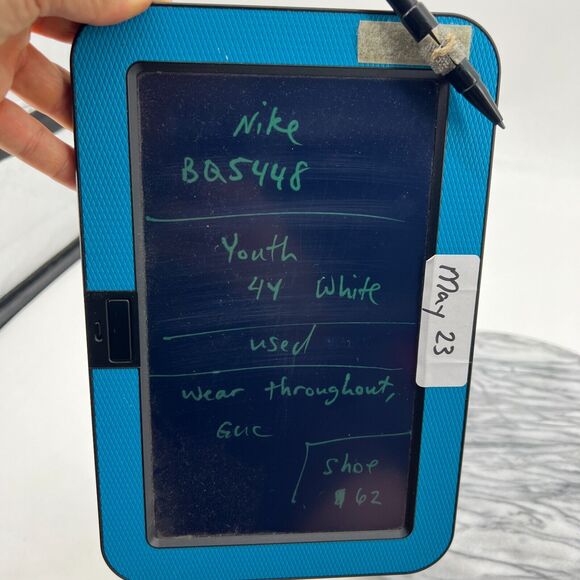 Nike
BQ5448
Youth
4Y White
used
wear throughout,
GUC
Shoe
62
May 23